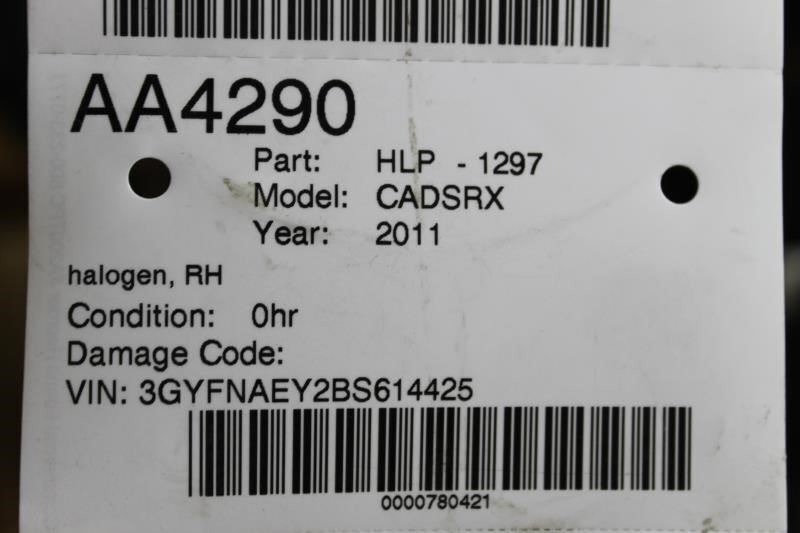 AA4290
Part: HLP - 1297
Model: CADSRX
Year: 2011
halogen, RH
Condition: 0hr
Damage Code:
VIN: 3GYFNAEY2BS614425
0000780421